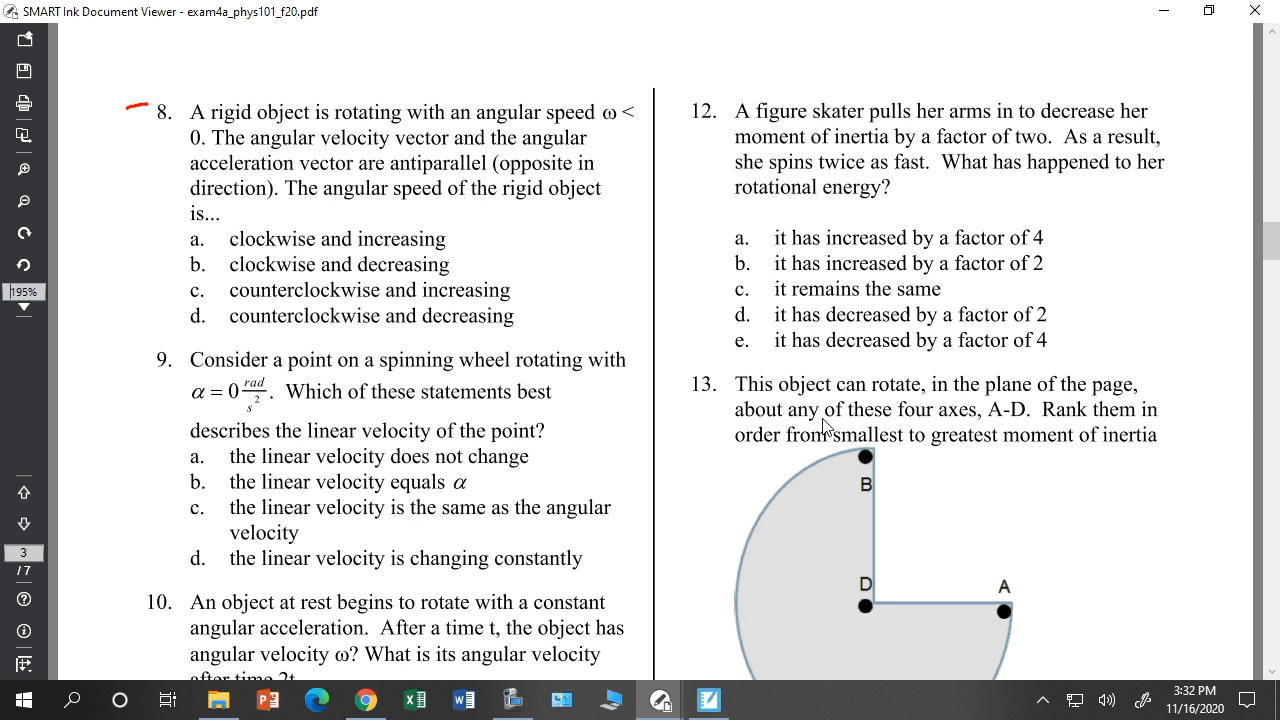 SMART Ink Document Viewer - exam4a_phys101_f20.pdf
8. A rigid object is rotating with an angular speed ω <
0. The angular velocity vector and the angular
acceleration vector are antiparallel (opposite in
direction). The angular speed of the rigid object
is...
a. clockwise and increasing
b. clockwise and decreasing
c. counterclockwise and increasing
d. counterclockwise and decreasing
9. Consider a point on a spinning wheel rotating with
α = 0 rad/s². Which of these statements best
describes the linear velocity of the point?
a. the linear velocity does not change
b. the linear velocity equals α
c. the linear velocity is the same as the angular
velocity
d. the linear velocity is changing constantly
10. An object at rest begins to rotate with a constant
angular acceleration. After a time t, the object has
angular velocity ω? What is its angular velocity
after time 2t
12. A figure skater pulls her arms in to decrease her
moment of inertia by a factor of two. As a result,
she spins twice as fast. What has happened to her
rotational energy?
a. it has increased by a factor of 4
b. it has increased by a factor of 2
c. it remains the same
d. it has decreased by a factor of 2
e. it has decreased by a factor of 4
13. This object can rotate, in the plane of the page,
about any of these four axes, A-D. Rank them in
order from smallest to greatest moment of inertia
B
D
A
195%
3
/ 7
3:32 PM
11/16/2020